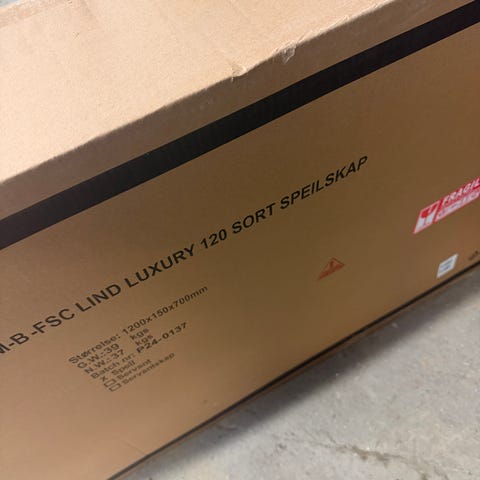 M-B-FSC LIND LUXURY 120 SORT SPEILSKAP
Størrelse: 1200x150x700mm
G.W.:39 kgs
N.W.:37 kgs
Batch nr: P24-0137
X Speil
Servant
Servantskap
FRAGILE